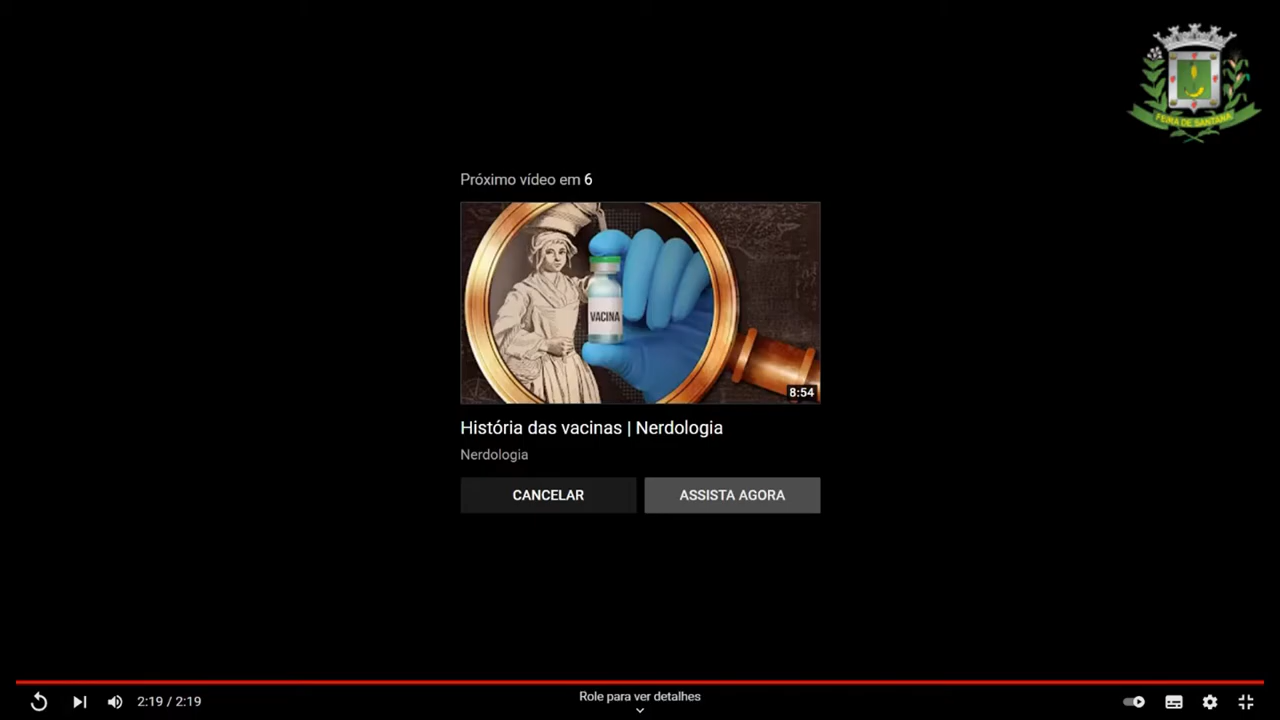 FEIRA DE SANTANA
Próximo vídeo em 6
VACINA
8:54
História das vacinas | Nerdologia
Nerdologia
CANCELAR
ASSISTA AGORA
2:19 / 2:19
Role para ver detalhes